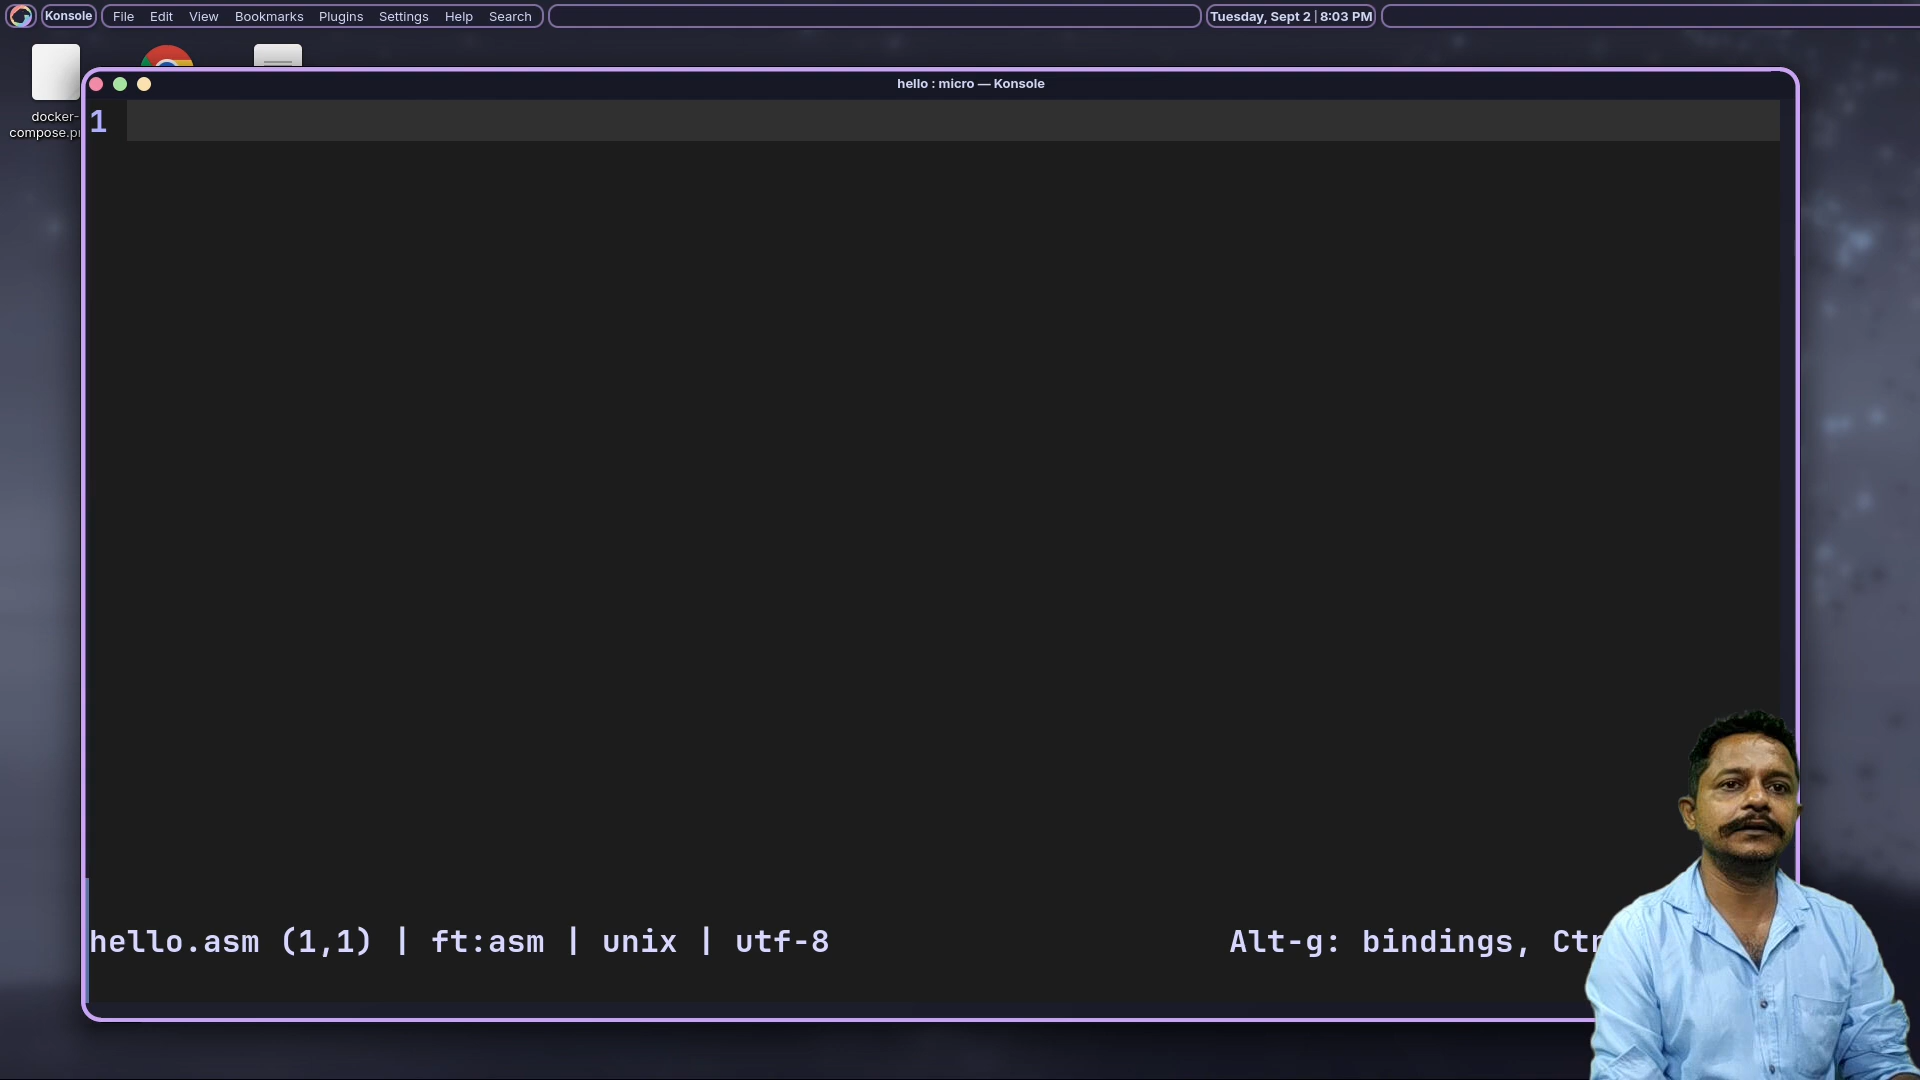 Konsole File Edit View Bookmarks Plugins Settings Help Search Tuesday, Sept 2 | 8:03 PM
docker-
hello : micro — Konsole
1
hello.asm (1,1) | ft:asm | unix | utf-8 Alt-g: bindings,